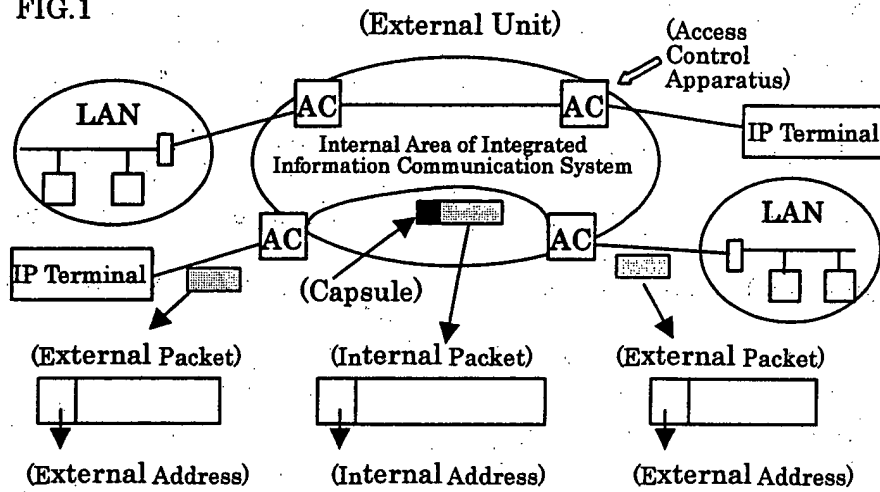 FIG.1
(External Unit)
(Access
Control
Apparatus)
AC
AC
LAN
IP Terminal
Internal Area of Integrated
Information Communication System
LAN
AC
AC
IP Terminal
(Capsule)
(External Packet)
(Internal Packet)
(External Packet)
(External Address)
(Internal Address)
(External Address)